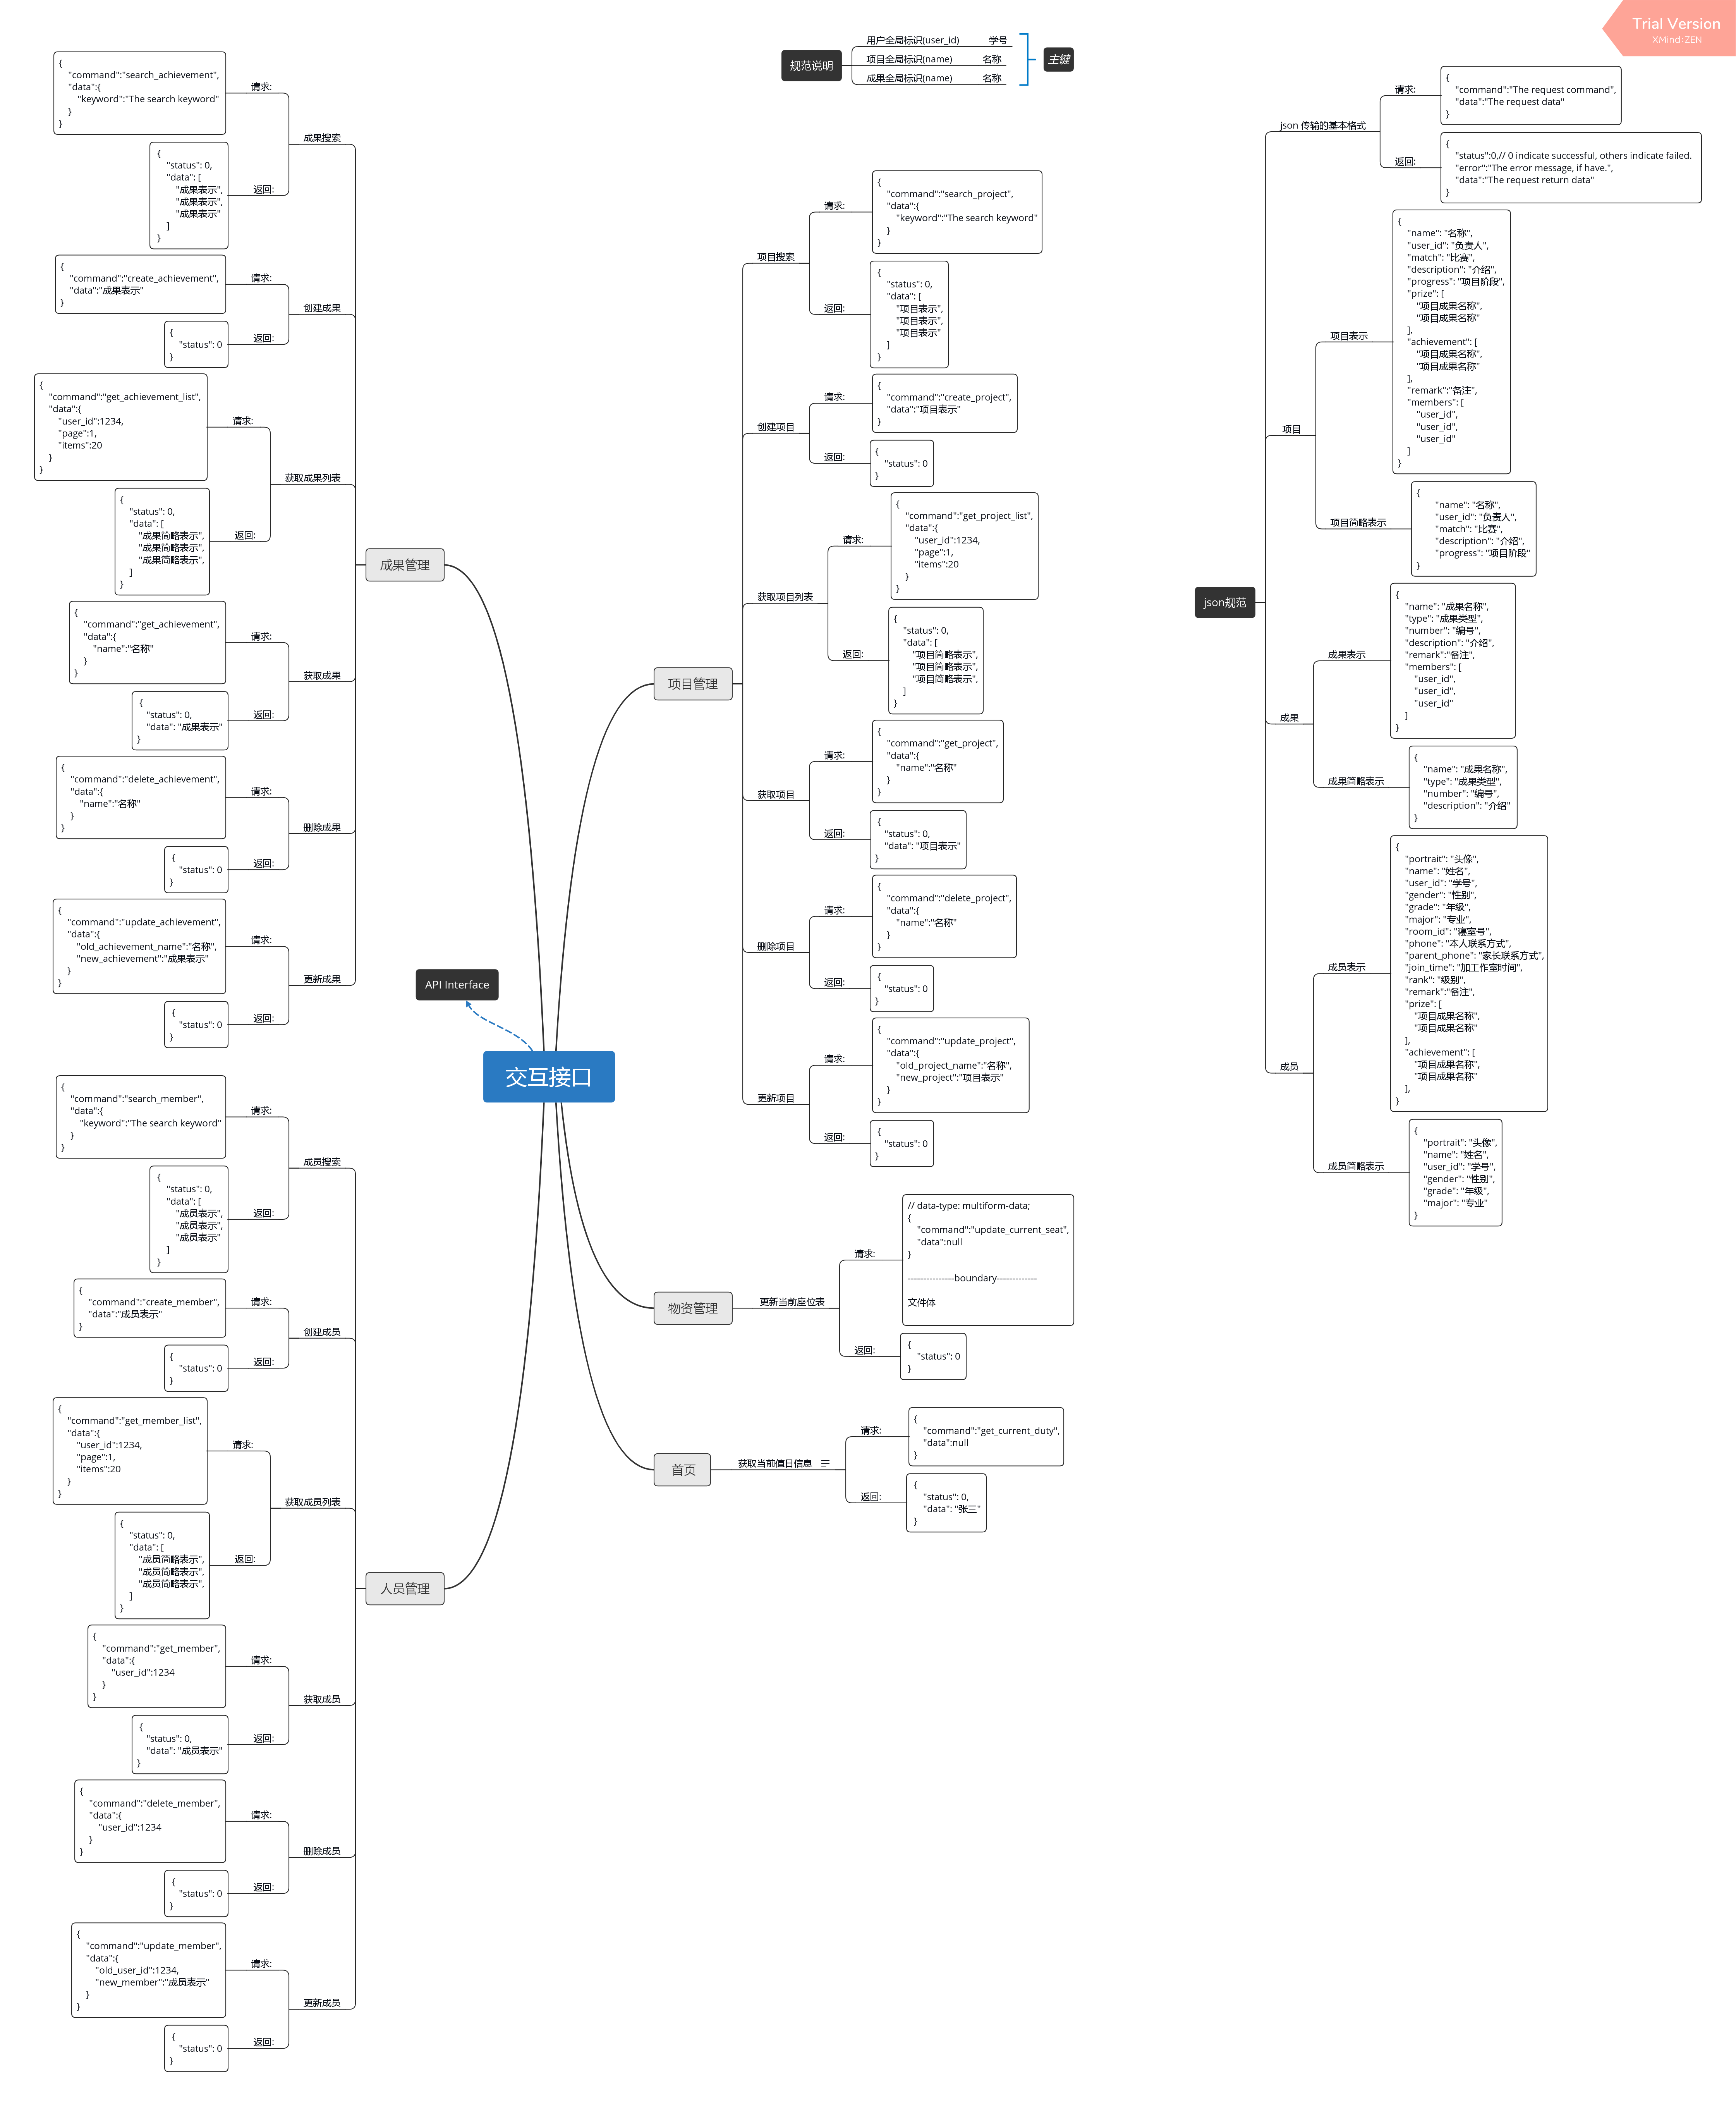 Trial Version
XMind:ZEN
规范说明
用户全局标识(user_id)
学号
项目全局标识(name)
名称
成果全局标识(name)
名称
主键
交互接口
API Interface
成果管理
成果搜索
请求:
{
"command":"search_achievement",
"data":{
"keyword":"The search keyword"
}
}
返回:
{
"status": 0,
"data": [
"成果表示",
"成果表示",
"成果表示"
]
}
创建成果
请求:
{
"command":"create_achievement",
"data":"成果表示"
}
返回:
{
"status": 0
}
获取成果列表
请求:
{
"command":"get_achievement_list",
"data":{
"user_id":1234,
"page":1,
"items":20
}
}
返回:
{
"status": 0,
"data": [
"成果简略表示",
"成果简略表示",
"成果简略表示",
]
}
获取成果
请求:
{
"command":"get_achievement",
"data":{
"name":"名称"
}
}
返回:
{
"status": 0,
"data": "成果表示"
}
删除成果
请求:
{
"command":"delete_achievement",
"data":{
"name":"名称"
}
}
返回:
{
"status": 0
}
更新成果
请求:
{
"command":"update_achievement",
"data":{
"old_achievement_name":"名称",
"new_achievement":"成果表示"
}
}
返回:
{
"status": 0
}
人员管理
成员搜索
请求:
{
"command":"search_member",
"data":{
"keyword":"The search keyword"
}
}
返回:
{
"status": 0,
"data": [
"成员表示",
"成员表示",
"成员表示"
]
}
创建成员
请求:
{
"command":"create_member",
"data":"成员表示"
}
返回:
{
"status": 0
}
获取成员列表
请求:
{
"command":"get_member_list",
"data":{
"user_id":1234,
"page":1,
"items":20
}
}
返回:
{
"status": 0,
"data": [
"成员简略表示",
"成员简略表示",
"成员简略表示",
]
}
获取成员
请求:
{
"command":"get_member",
"data":{
"user_id":1234
}
}
返回:
{
"status": 0,
"data": "成员表示"
}
删除成员
请求:
{
"command":"delete_member",
"data":{
"user_id":1234
}
}
返回:
{
"status": 0
}
更新成员
请求:
{
"command":"update_member",
"data":{
"old_user_id":1234,
"new_member":"成员表示"
}
}
返回:
{
"status": 0
}
项目管理
项目搜索
请求:
{
"command":"search_project",
"data":{
"keyword":"The search keyword"
}
}
返回:
{
"status": 0,
"data": [
"项目表示",
"项目表示",
"项目表示"
]
}
创建项目
请求:
{
"command":"create_project",
"data":"项目表示"
}
返回:
{
"status": 0
}
获取项目列表
请求:
{
"command":"get_project_list",
"data":{
"user_id":1234,
"page":1,
"items":20
}
}
返回:
{
"status": 0,
"data": [
"项目简略表示",
"项目简略表示",
"项目简略表示",
]
}
获取项目
请求:
{
"command":"get_project",
"data":{
"name":"名称"
}
}
返回:
{
"status": 0,
"data": "项目表示"
}
删除项目
请求:
{
"command":"delete_project",
"data":{
"name":"名称"
}
}
返回:
{
"status": 0
}
更新项目
请求:
{
"command":"update_project",
"data":{
"old_project_name":"名称",
"new_project":"项目表示"
}
}
返回:
{
"status": 0
}
物资管理
更新当前座位表
请求:
// data-type: multiform-data;
{
"command":"update_current_seat",
"data":null
}
---------------boundary-------------
文件体
返回:
{
"status": 0
}
首页
获取当前值日信息
请求:
{
"command":"get_current_duty",
"data":null
}
返回:
{
"status": 0,
"data": "张三"
}
json规范
json 传输的基本格式
请求:
{
"command":"The request command",
"data":"The request data"
}
返回:
{
"status":0,// 0 indicate successful, others indicate failed.
"error":"The error message, if have.",
"data":"The request return data"
}
项目
项目表示
{
"name": "名称",
"user_id": "负责人",
"match": "比赛",
"description": "介绍",
"progress": "项目阶段",
"prize": [
"项目成果名称",
"项目成果名称"
],
"achievement": [
"项目成果名称",
"项目成果名称"
],
"remark":"备注",
"members": [
"user_id",
"user_id",
"user_id"
]
}
项目简略表示
{
"name": "名称",
"user_id": "负责人",
"match": "比赛",
"description": "介绍",
"progress": "项目阶段"
}
成果
成果表示
{
"name": "成果名称",
"type": "成果类型",
"number": "编号",
"description": "介绍",
"remark":"备注",
"members": [
"user_id",
"user_id",
"user_id"
]
}
成果简略表示
{
"name": "成果名称",
"type": "成果类型",
"number": "编号",
"description": "介绍"
}
成员
成员表示
{
"portrait": "头像",
"name": "姓名",
"user_id": "学号",
"gender": "性别",
"grade": "年级",
"major": "专业",
"room_id": "寝室号",
"phone": "本人联系方式",
"parent_phone": "家长联系方式",
"join_time": "加工作室时间",
"rank": "级别",
"remark":"备注",
"prize": [
"项目成果名称",
"项目成果名称"
],
"achievement": [
"项目成果名称",
"项目成果名称"
],
}
成员简略表示
{
"portrait": "头像",
"name": "姓名",
"user_id": "学号",
"gender": "性别",
"grade": "年级",
"major": "专业"
}